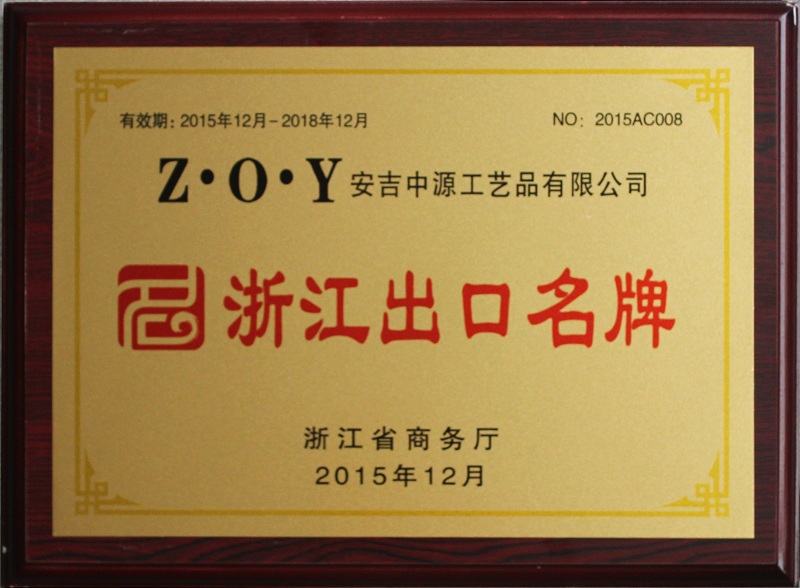 有效期：2015年12月-2018年12月 NO：2015AC008
Z·O·Y 安吉中源工艺品有限公司
浙江出口名牌
浙江省商务厅
2015年12月